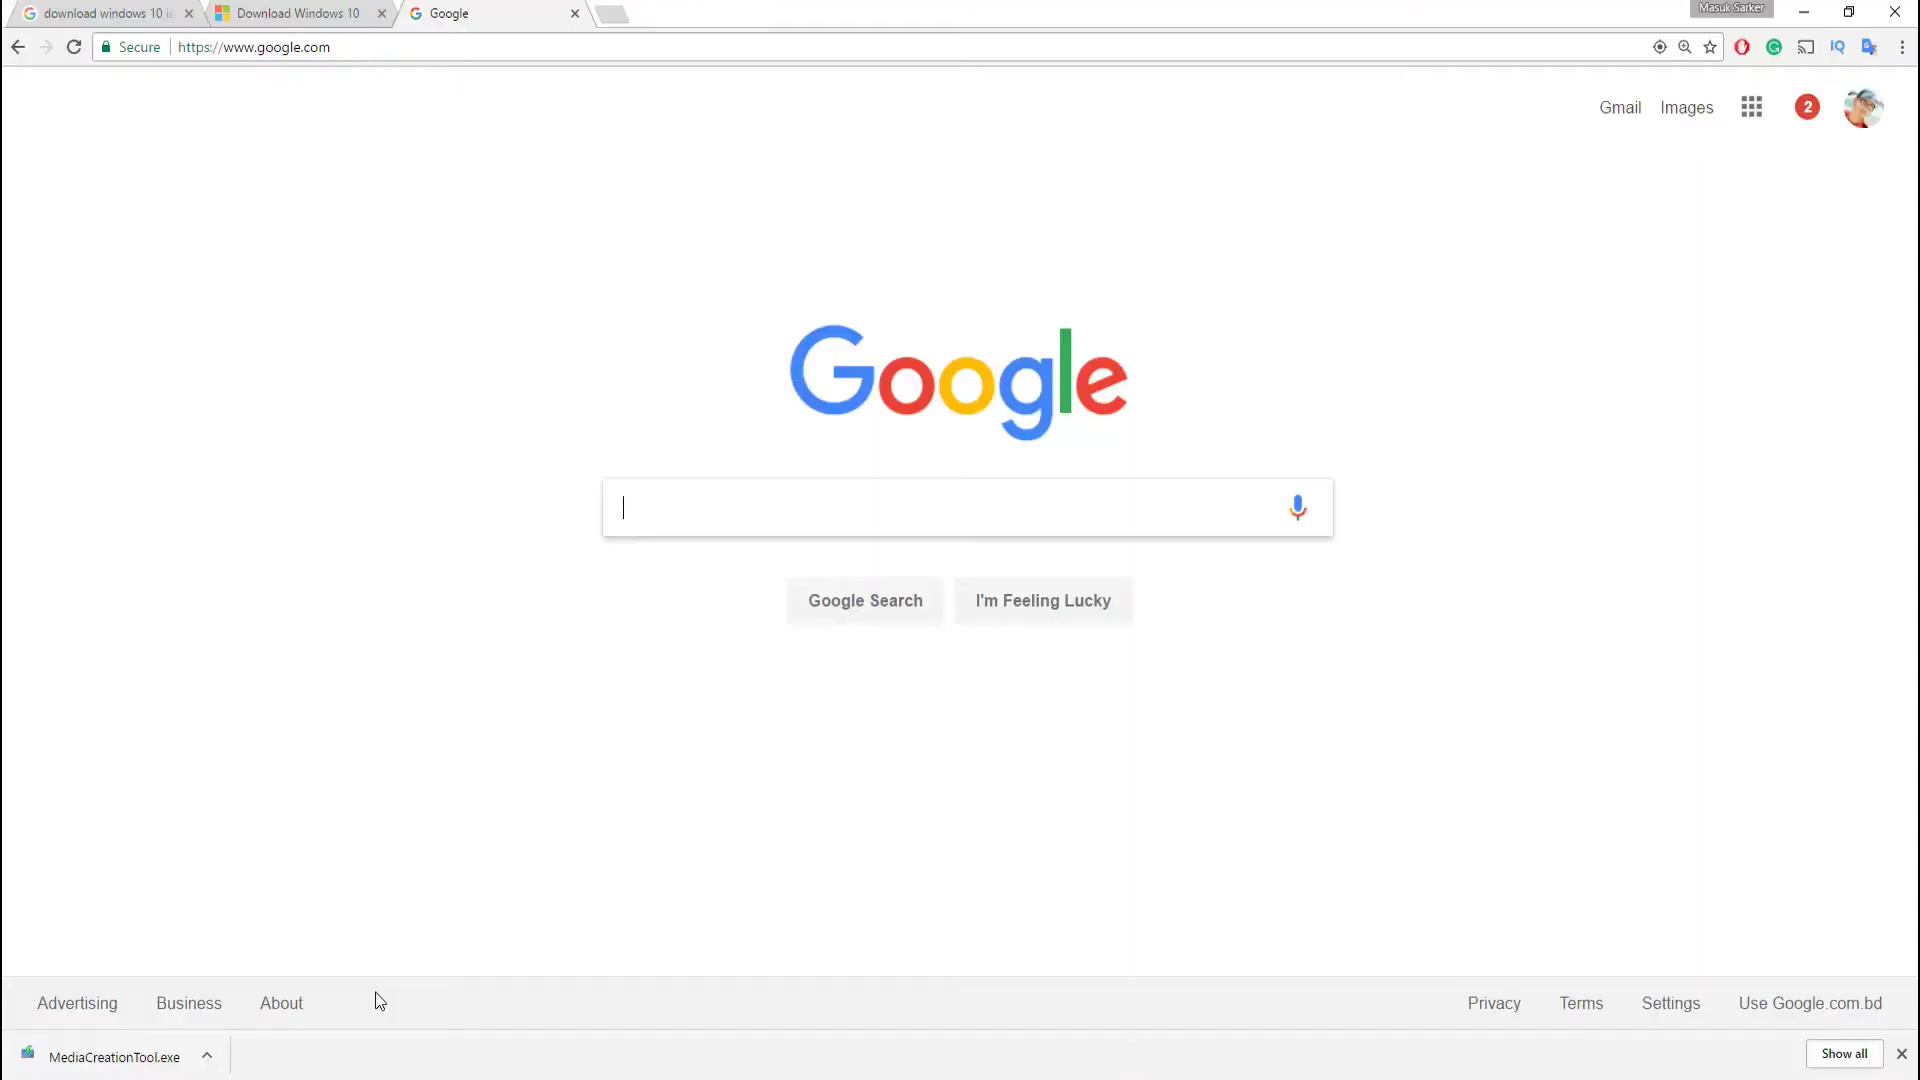 download windows 10
Download Windows 10
Google
Masuk Sarker
Secure
https://www.google.com
IQ
Gmail
Images
2
Google
Google Search
I'm Feeling Lucky
Advertising
Business
About
Privacy
Terms
Settings
Use Google.com.bd
MediaCreationTool.exe
Show all